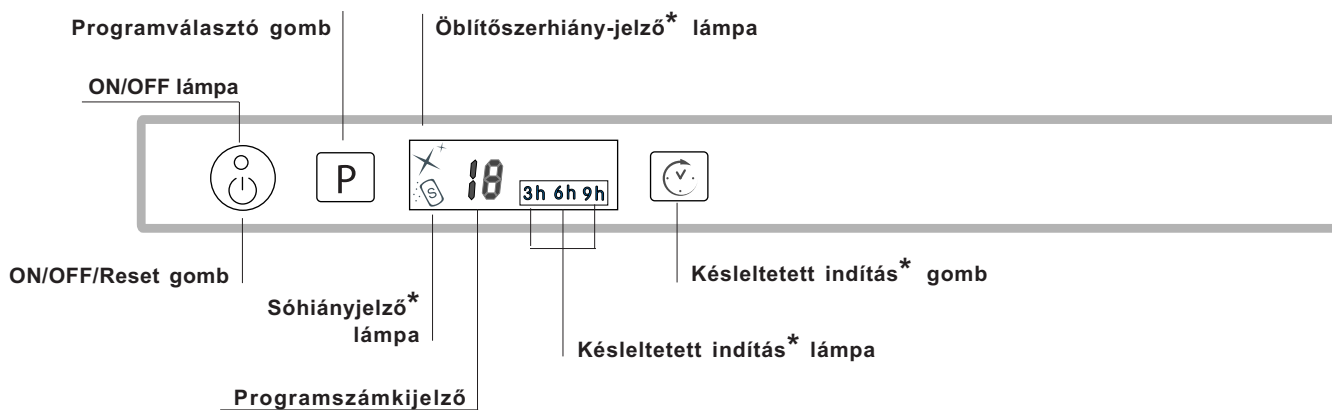 Programválasztó gomb
Öblítőszerhiány-jelző* lámpa
ON/OFF lámpa
P
S
18
3h 6h 9h
ON/OFF/Reset gomb
Késleltetett indítás* gomb
Sóhiányjelző*
lámpa
Késleltetett indítás* lámpa
Programszámkijelző